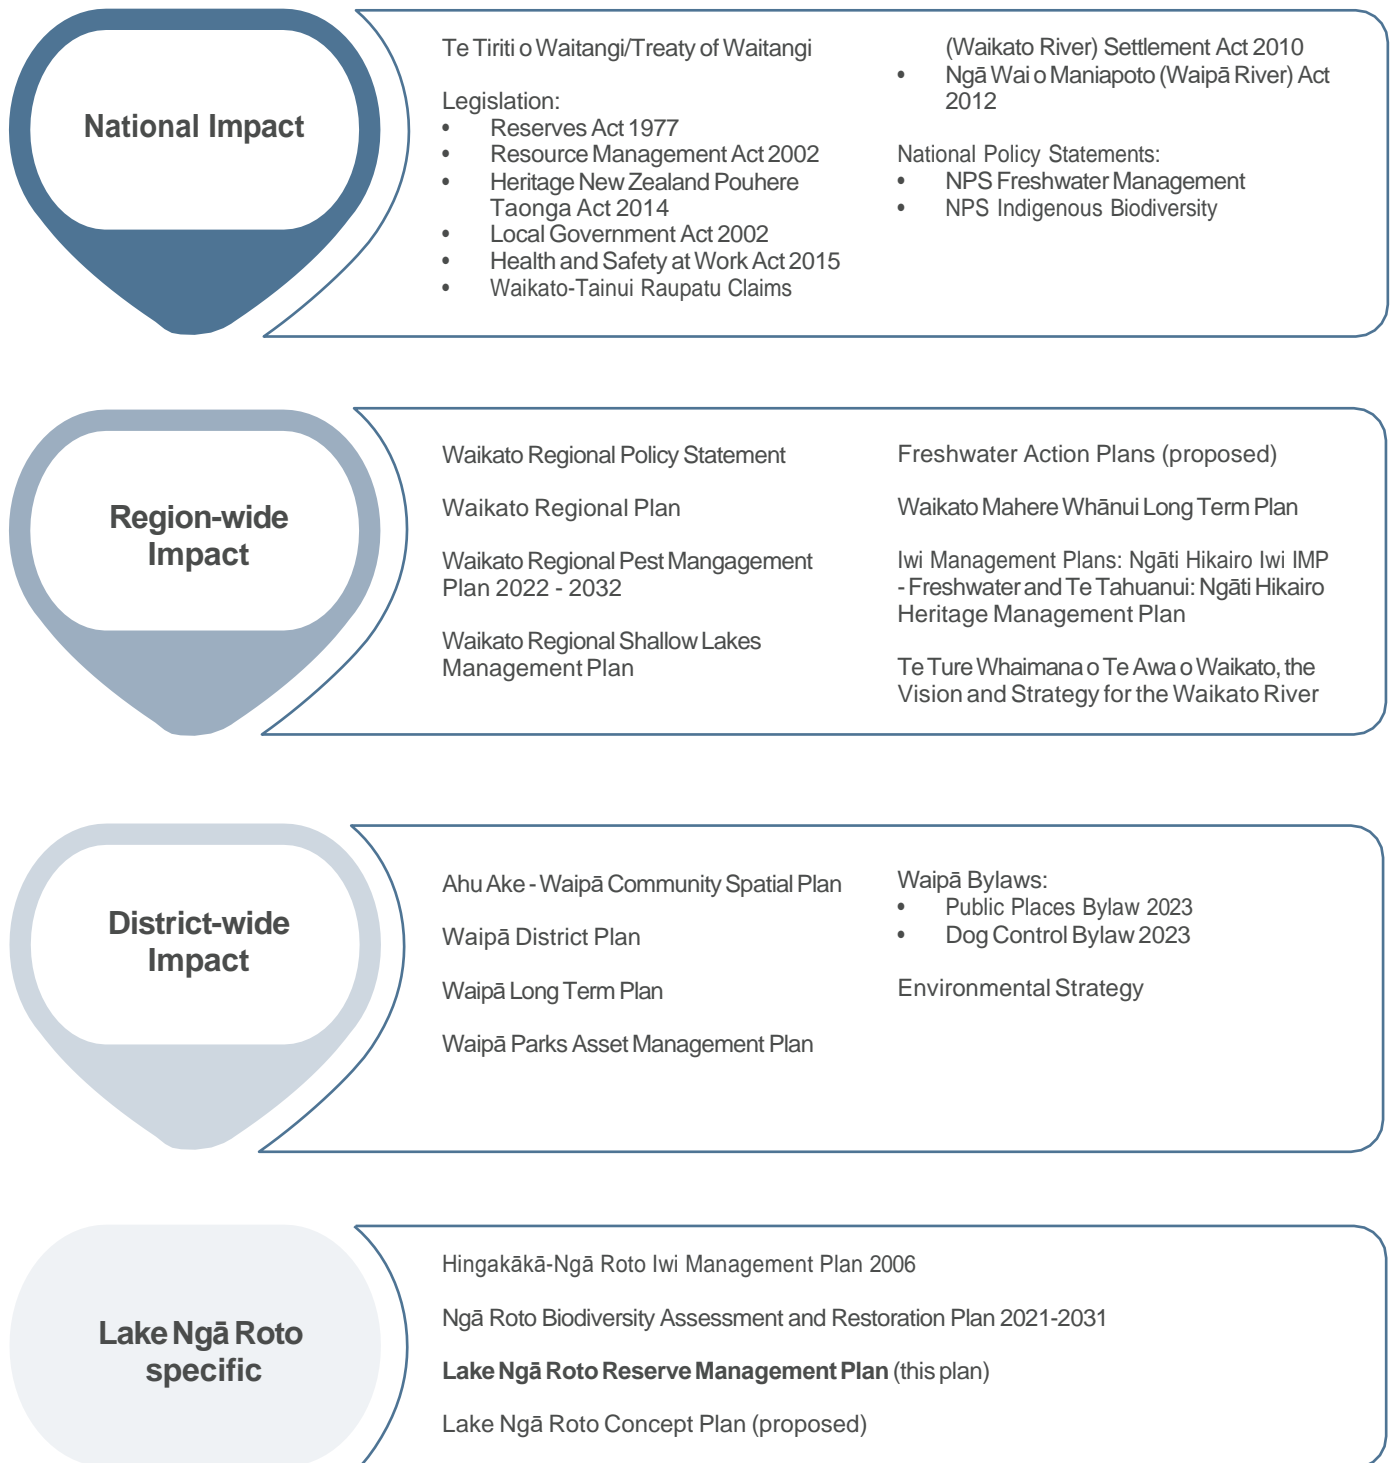 National Impact
Te Tiriti o Waitangi/Treaty of Waitangi
Legislation:
• Reserves Act 1977
• Resource Management Act 2002
• Heritage New Zealand Pouhere
Taonga Act 2014
• Local Government Act 2002
• Health and Safety at Work Act 2015
• Waikato-Tainui Raupatu Claims
(Waikato River) Settlement Act 2010
• Ngā Wai o Maniapoto (Waipā River) Act
2012
National Policy Statements:
• NPS Freshwater Management
• NPS Indigenous Biodiversity
Region-wide
Impact
Waikato Regional Policy Statement
Waikato Regional Plan
Waikato Regional Pest Mangagement
Plan 2022 - 2032
Waikato Regional Shallow Lakes
Management Plan
Freshwater Action Plans (proposed)
Waikato Mahere Whānui Long Term Plan
Iwi Management Plans: Ngāti Hikairo Iwi IMP
- Freshwater and Te Tahuanui: Ngāti Hikairo
Heritage Management Plan
Te Ture Whaimana o Te Awa o Waikato, the
Vision and Strategy for the Waikato River
District-wide
Impact
Ahu Ake - Waipā Community Spatial Plan
Waipā District Plan
Waipā Long Term Plan
Waipā Parks Asset Management Plan
Waipā Bylaws:
• Public Places Bylaw 2023
• Dog Control Bylaw 2023
Environmental Strategy
Lake Ngā Roto
specific
Hingakākā-Ngā Roto Iwi Management Plan 2006
Ngā Roto Biodiversity Assessment and Restoration Plan 2021-2031
Lake Ngā Roto Reserve Management Plan (this plan)
Lake Ngā Roto Concept Plan (proposed)